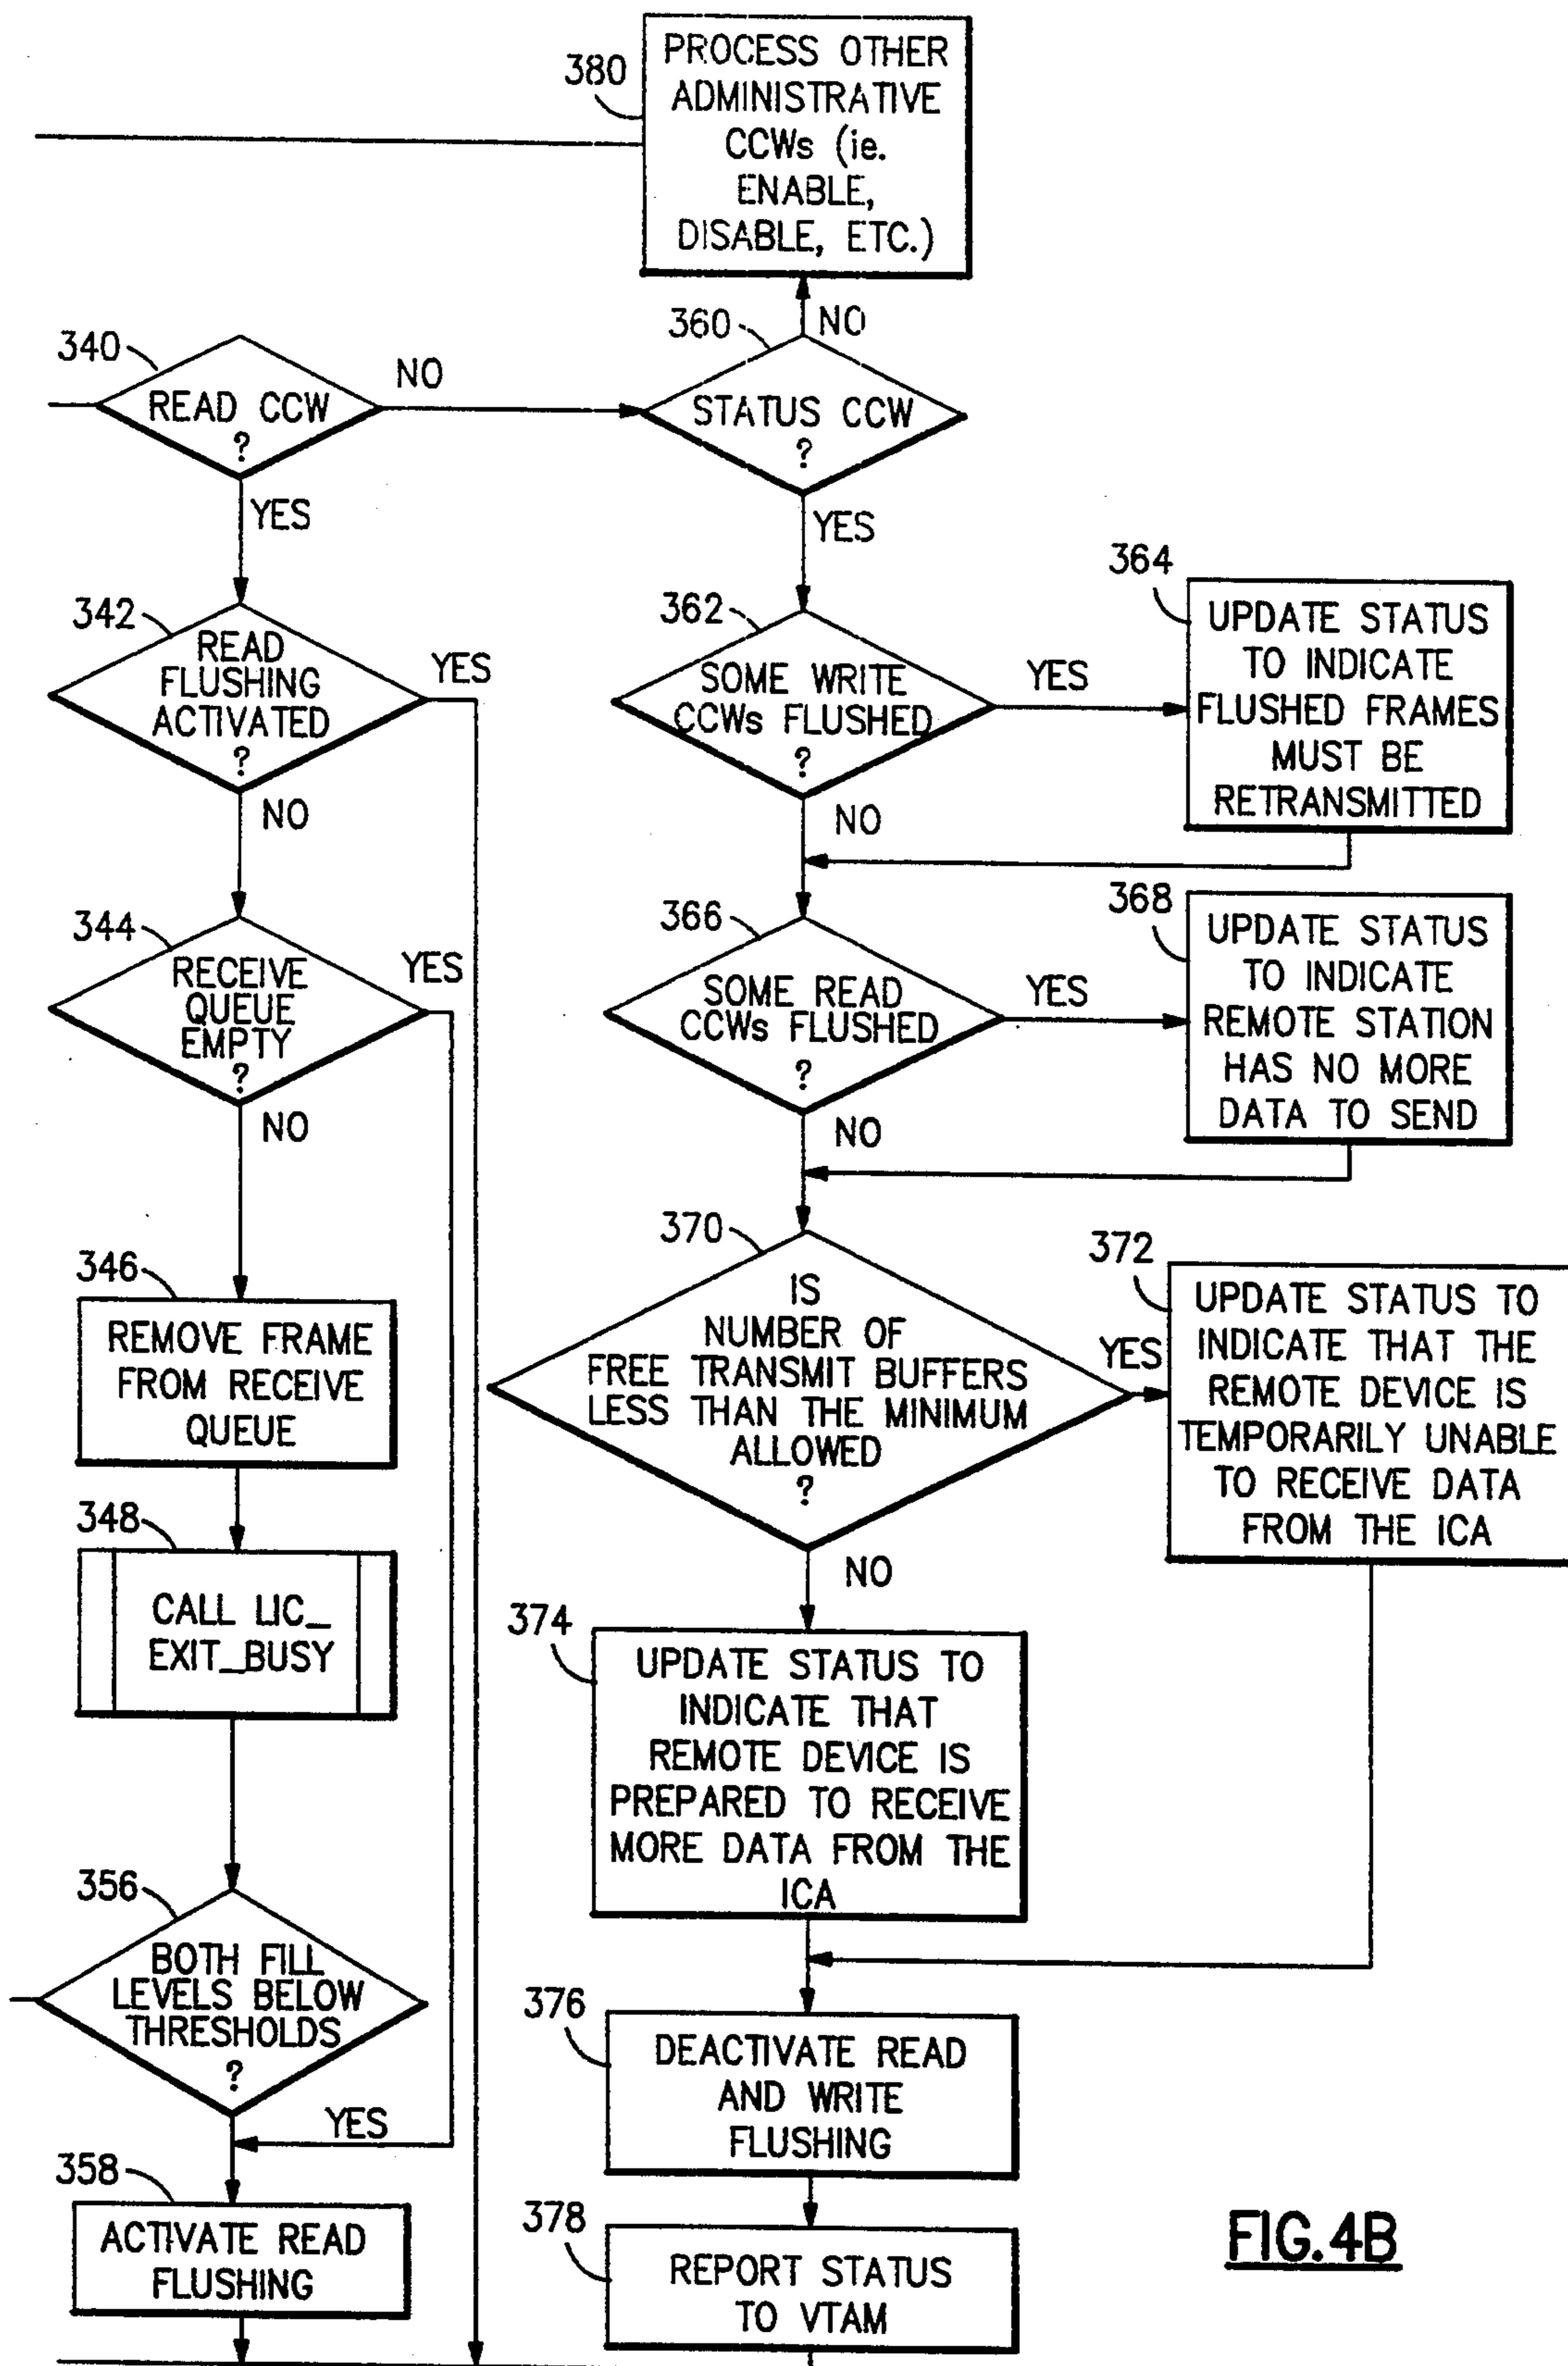 380
PROCESS OTHER
ADMINISTRATIVE
CCWs (ie.
ENABLE,
DISABLE, ETC.)
NO
340
READ CCW
?
NO
360
STATUS CCW
?
YES
YES
342
READ
FLUSHING
ACTIVATED
?
YES
NO
362
SOME WRITE
CCWs FLUSHED
?
YES
NO
364
UPDATE STATUS
TO INDICATE
FLUSHED FRAMES
MUST BE
RETRANSMITTED
344
RECEIVE
QUEUE
EMPTY
?
YES
NO
366
SOME READ
CCWs FLUSHED
?
YES
NO
368
UPDATE STATUS
TO INDICATE
REMOTE STATION
HAS NO MORE
DATA TO SEND
346
REMOVE FRAME
FROM RECEIVE
QUEUE
370
IS
NUMBER OF
FREE TRANSMIT BUFFERS
LESS THAN THE MINIMUM
ALLOWED
?
YES
NO
372
UPDATE STATUS TO
INDICATE THAT THE
REMOTE DEVICE IS
TEMPORARILY UNABLE
TO RECEIVE DATA
FROM THE ICA
348
CALL LIC_
EXIT_BUSY
374
UPDATE STATUS TO
INDICATE THAT
REMOTE DEVICE IS
PREPARED TO RECEIVE
MORE DATA FROM THE
ICA
356
BOTH FILL
LEVELS BELOW
THRESHOLDS
?
YES
376
DEACTIVATE READ
AND WRITE
FLUSHING
358
ACTIVATE READ
FLUSHING
378
REPORT STATUS
TO VTAM
FIG.4B